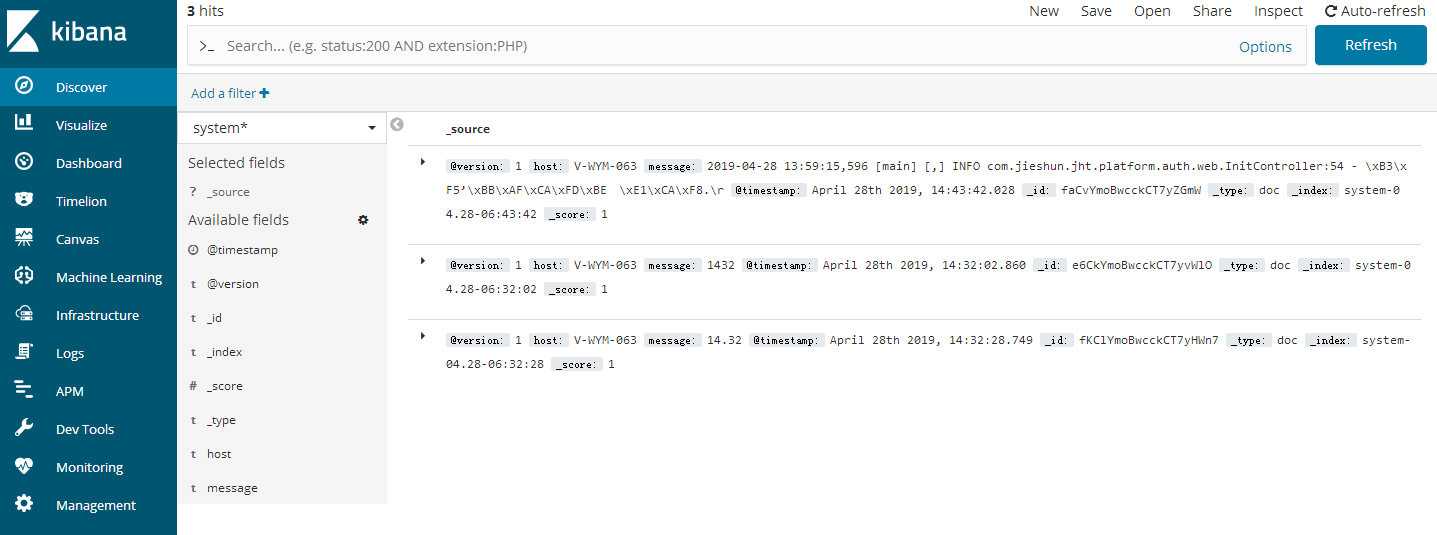 3 hits
New Save Open Share Inspect Auto-refresh
kibana
>_ Search... (e.g. status:200 AND extension:PHP) Options Refresh
Discover
Visualize
Dashboard
Timelion
Canvas
Machine Learning
Infrastructure
Logs
APM
Dev Tools
Monitoring
Management
Add a filter +
system*
Selected fields
? _source
Available fields
@timestamp
t @version
t _id
t _index
# _score
t _type
t host
t message
_source
@version: 1 host: V-WYM-063 message: 2019-04-28 13:59:15,596 [main] [,] INFO com.jieshun.jht.platform.auth.web.InitController:54 - \xB3\x
F5’\xBB\xAF\xCA\xFD\xBE \xE1\xCA\xF8.\r @timestamp: April 28th 2019, 14:43:42.028 _id: faCvYmoBwcckCT7yZGmW _type: doc _index: system-0
4.28-06:43:42 _score: 1
@version: 1 host: V-WYM-063 message: 1432 @timestamp: April 28th 2019, 14:32:02.860 _id: e6CkYmoBwcckCT7yvWlO _type: doc _index: system-0
4.28-06:32:02 _score: 1
@version: 1 host: V-WYM-063 message: 14.32 @timestamp: April 28th 2019, 14:32:28.749 _id: fKClYmoBwcckCT7yHWn7 _type: doc _index: system-
04.28-06:32:28 _score: 1